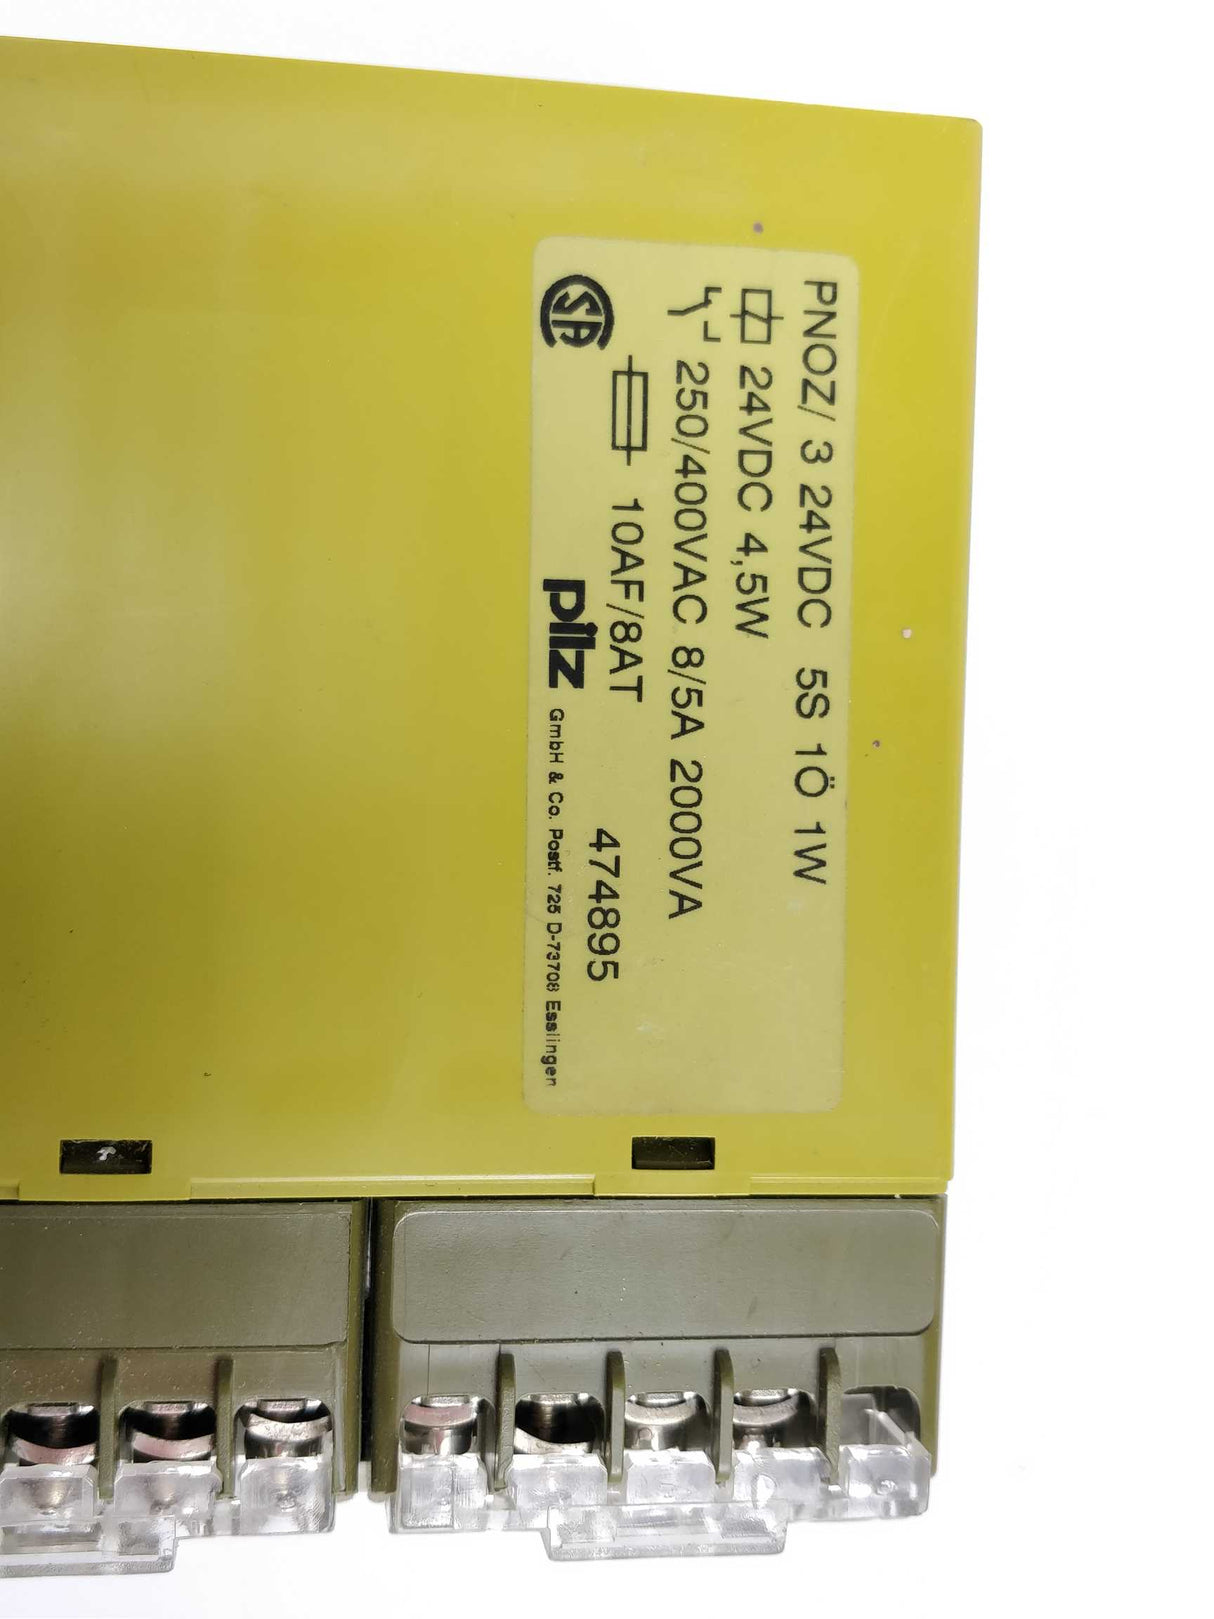 PNOZ/ 3 24VDC 5S 1Ö 1W
24VDC 4,5W
250/400VAC 8/5A 2000VA
10AF/8AT 474895
SA
pilz GmbH & Co. Postf. 725 D-73708 Esslingen